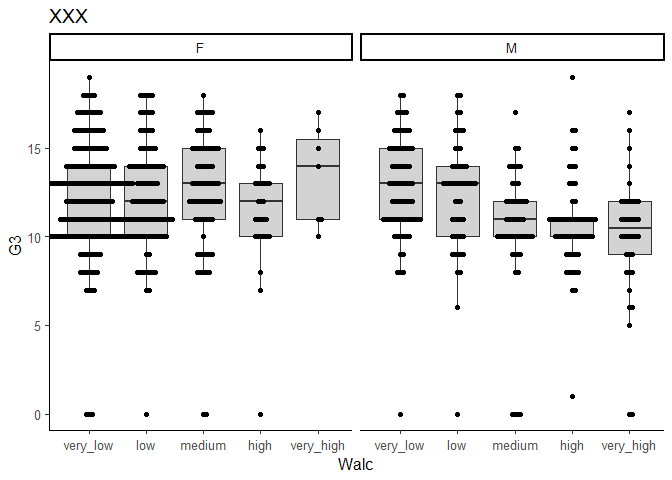 XXX
F M
15
10
5
0
G3
very_low low medium high very_high very_low low medium high very_high
Walc